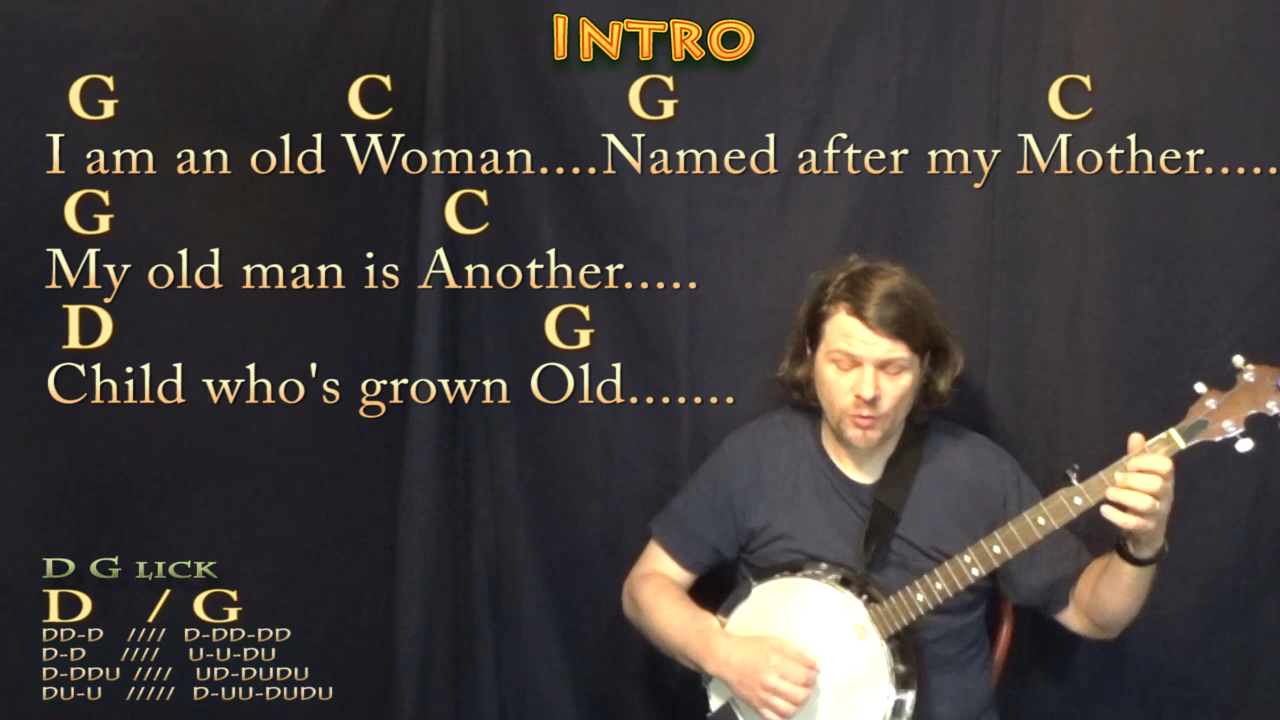 INTRO
G C G C
I am an old Woman....Named after my Mother.....
G C
My old man is Another.....
D G
Child who's grown Old.......
D G LICK
D / G
DD-D //// D-DD-DD
D-D //// U-U-DU
D-DDU //// UD-DUDU
DU-U ///// D-UU-DUDU